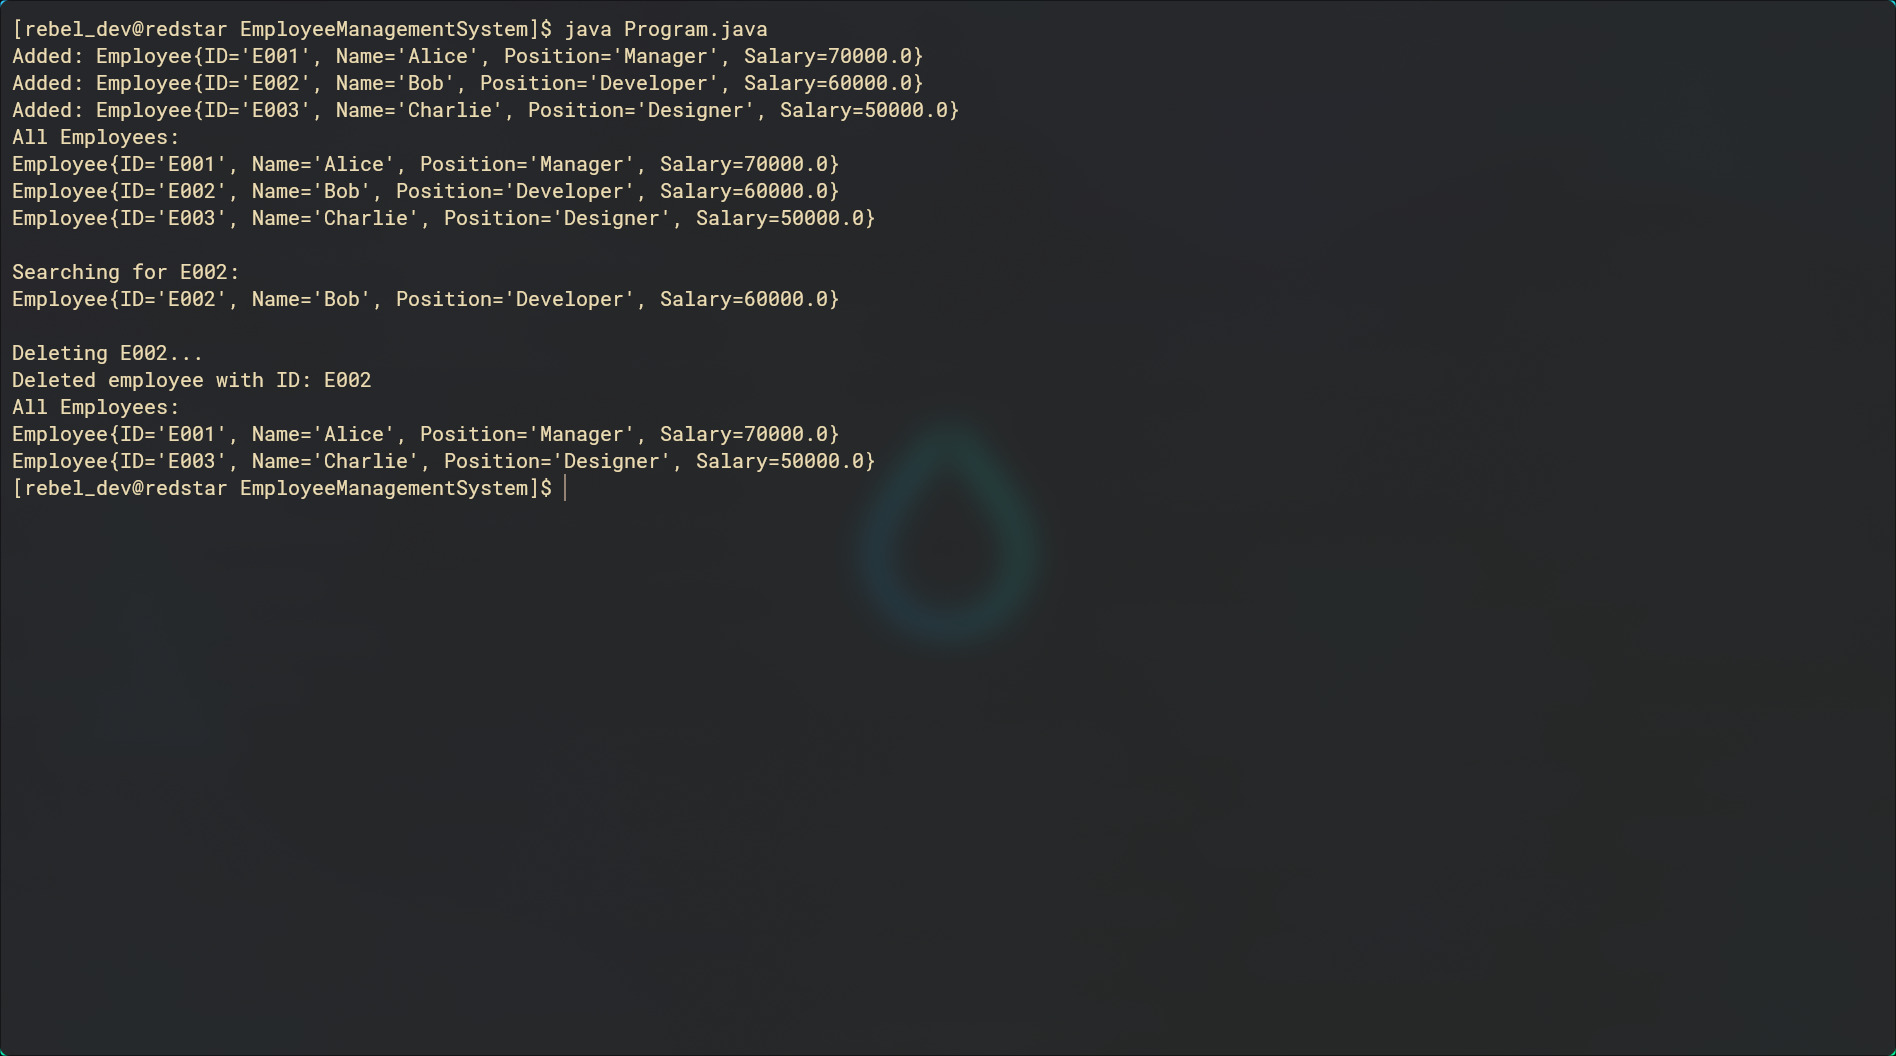 [rebel_dev@redstar EmployeeManagementSystem]$ java Program.java
Added: Employee{ID='E001', Name='Alice', Position='Manager', Salary=70000.0}
Added: Employee{ID='E002', Name='Bob', Position='Developer', Salary=60000.0}
Added: Employee{ID='E003', Name='Charlie', Position='Designer', Salary=50000.0}
All Employees:
Employee{ID='E001', Name='Alice', Position='Manager', Salary=70000.0}
Employee{ID='E002', Name='Bob', Position='Developer', Salary=60000.0}
Employee{ID='E003', Name='Charlie', Position='Designer', Salary=50000.0}

Searching for E002:
Employee{ID='E002', Name='Bob', Position='Developer', Salary=60000.0}

Deleting E002...
Deleted employee with ID: E002
All Employees:
Employee{ID='E001', Name='Alice', Position='Manager', Salary=70000.0}
Employee{ID='E003', Name='Charlie', Position='Designer', Salary=50000.0}
[rebel_dev@redstar EmployeeManagementSystem]$